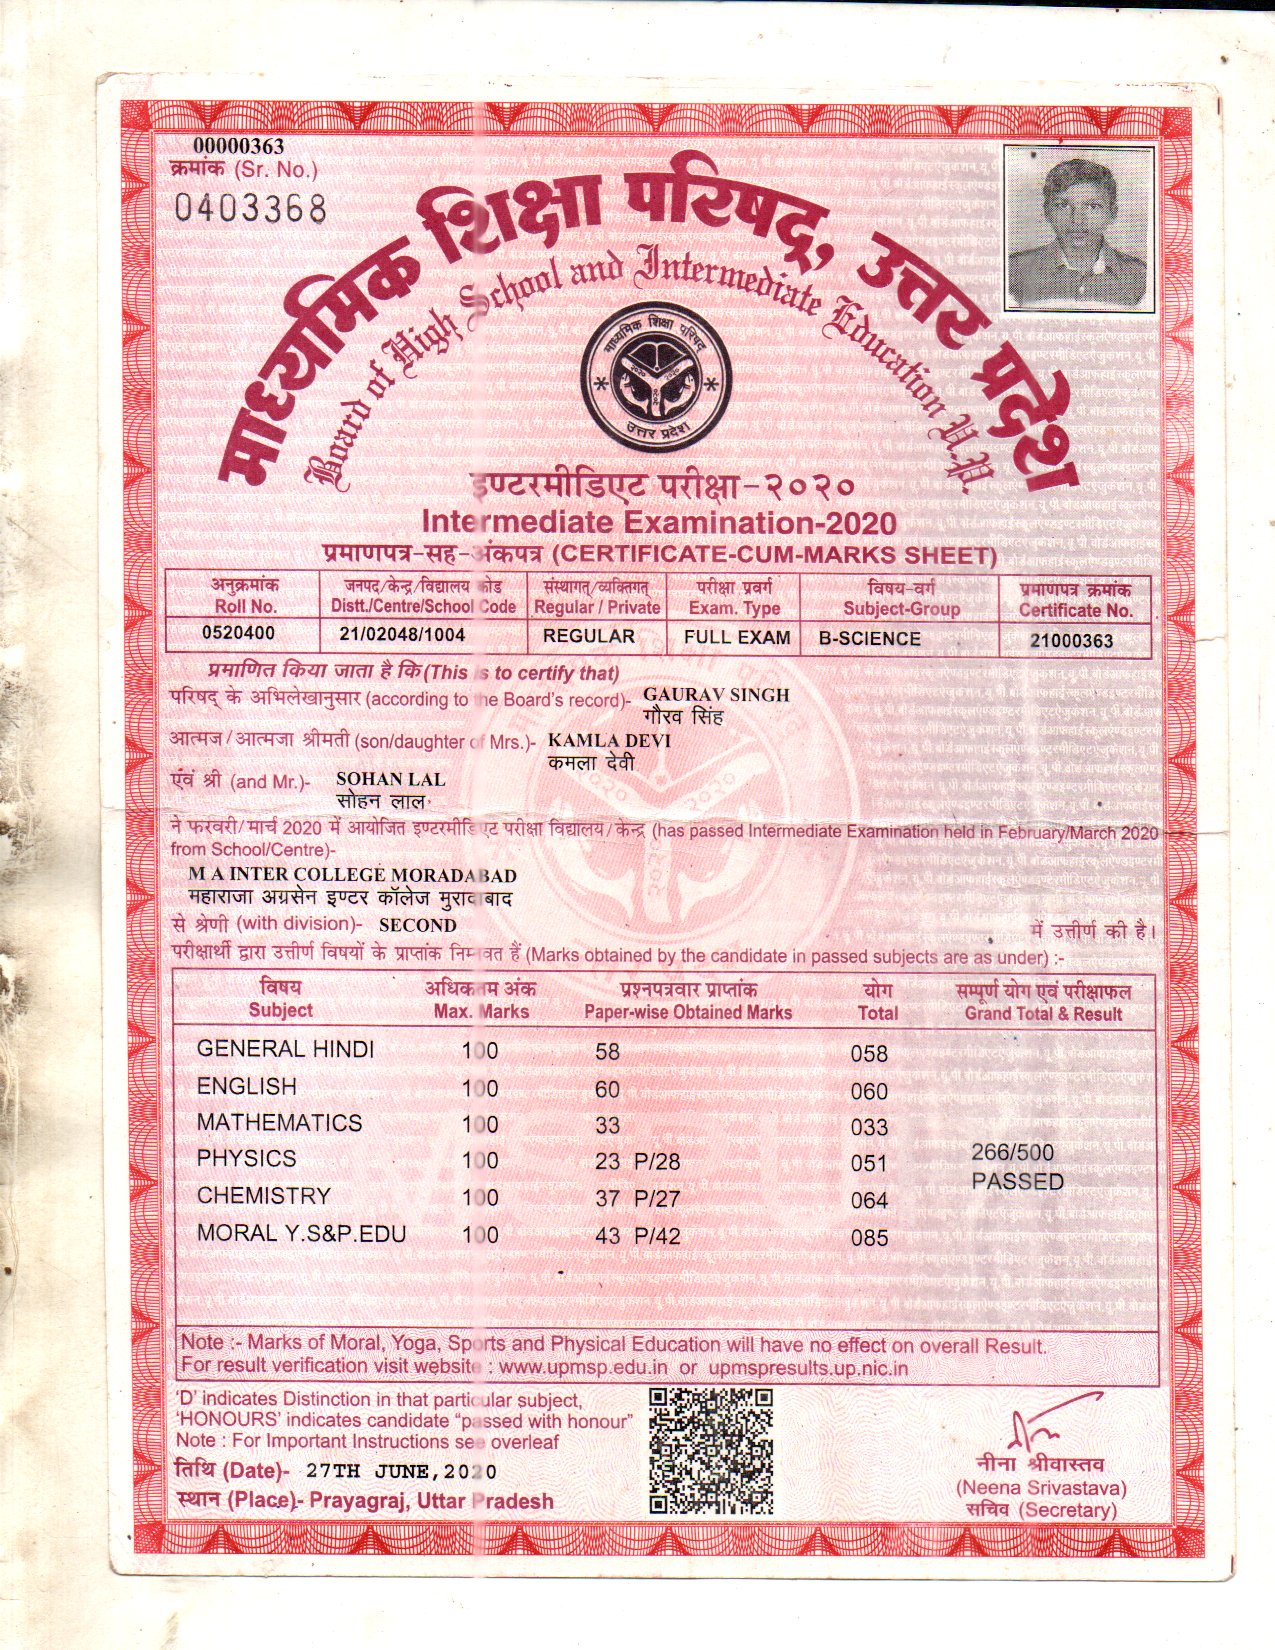 00000363
क्रमांक (Sr. No.)
0403368
माध्यमिक शिक्षा परिषद्, उत्तर प्रदेश
Board of High School and Intermediate Education U.P.
माध्यमिक शिक्षा परिषद्
उत्तर प्रदेश
इण्टरमीडिएट परीक्षा-२०२०
Intermediate Examination-2020
प्रमाणपत्र-सह-अंकपत्र (CERTIFICATE-CUM-MARKS SHEET)
अनुक्रमांक जनपद/केन्द्र/विद्यालय कोड संस्थागत्/व्यक्तिगत् परीक्षा प्रवर्ग विषय-वर्ग प्रमाणपत्र क्रमांक
Roll No. Distt./Centre/School Code Regular / Private Exam. Type Subject-Group Certificate No.
0520400 21/02048/1004 REGULAR FULL EXAM B-SCIENCE 21000363
प्रमाणित किया जाता है कि (This is to certify that)
परिषद् के अभिलेखानुसार (according to the Board's record)- GAURAV SINGH
गौरव सिंह
आत्मज/आत्मजा श्रीमती (son/daughter of Mrs.)- KAMLA DEVI
कमला देवी
एवं श्री (and Mr.)- SOHAN LAL
सोहन लाल
ने फरवरी/मार्च 2020 में आयोजित इण्टरमीडिएट परीक्षा विद्यालय/केन्द्र (has passed Intermediate Examination held in February/March 2020
from School/Centre)-
M A INTER COLLEGE MORADABAD
महाराजा अग्रसेन इण्टर कॉलेज मुरादाबाद
से श्रेणी (with division)- SECOND में उत्तीर्ण की है।
परीक्षार्थी द्वारा उत्तीर्ण विषयों के प्राप्तांक निम्नवत हैं (Marks obtained by the candidate in passed subjects are as under) :-
विषय अधिकतम अंक प्रश्नपत्रवार प्राप्तांक योग सम्पूर्ण योग एवं परीक्षाफल
Subject Max. Marks Paper-wise Obtained Marks Total Grand Total & Result
GENERAL HINDI 100 58 058
ENGLISH 100 60 060
MATHEMATICS 100 33 033
PHYSICS 100 23 P/28 051 266/500
PASSED
CHEMISTRY 100 37 P/27 064
MORAL Y.S&P.EDU 100 43 P/42 085
Note :- Marks of Moral, Yoga, Sports and Physical Education will have no effect on overall Result.
For result verification visit website : www.upmsp.edu.in or upmspresults.up.nic.in
'D' indicates Distinction in that particular subject,
'HONOURS' indicates candidate "passed with honour"
Note : For Important Instructions see overleaf
तिथि (Date)- 27TH JUNE,2020
स्थान (Place)- Prayagraj, Uttar Pradesh
नीना श्रीवास्तव
(Neena Srivastava)
सचिव (Secretary)